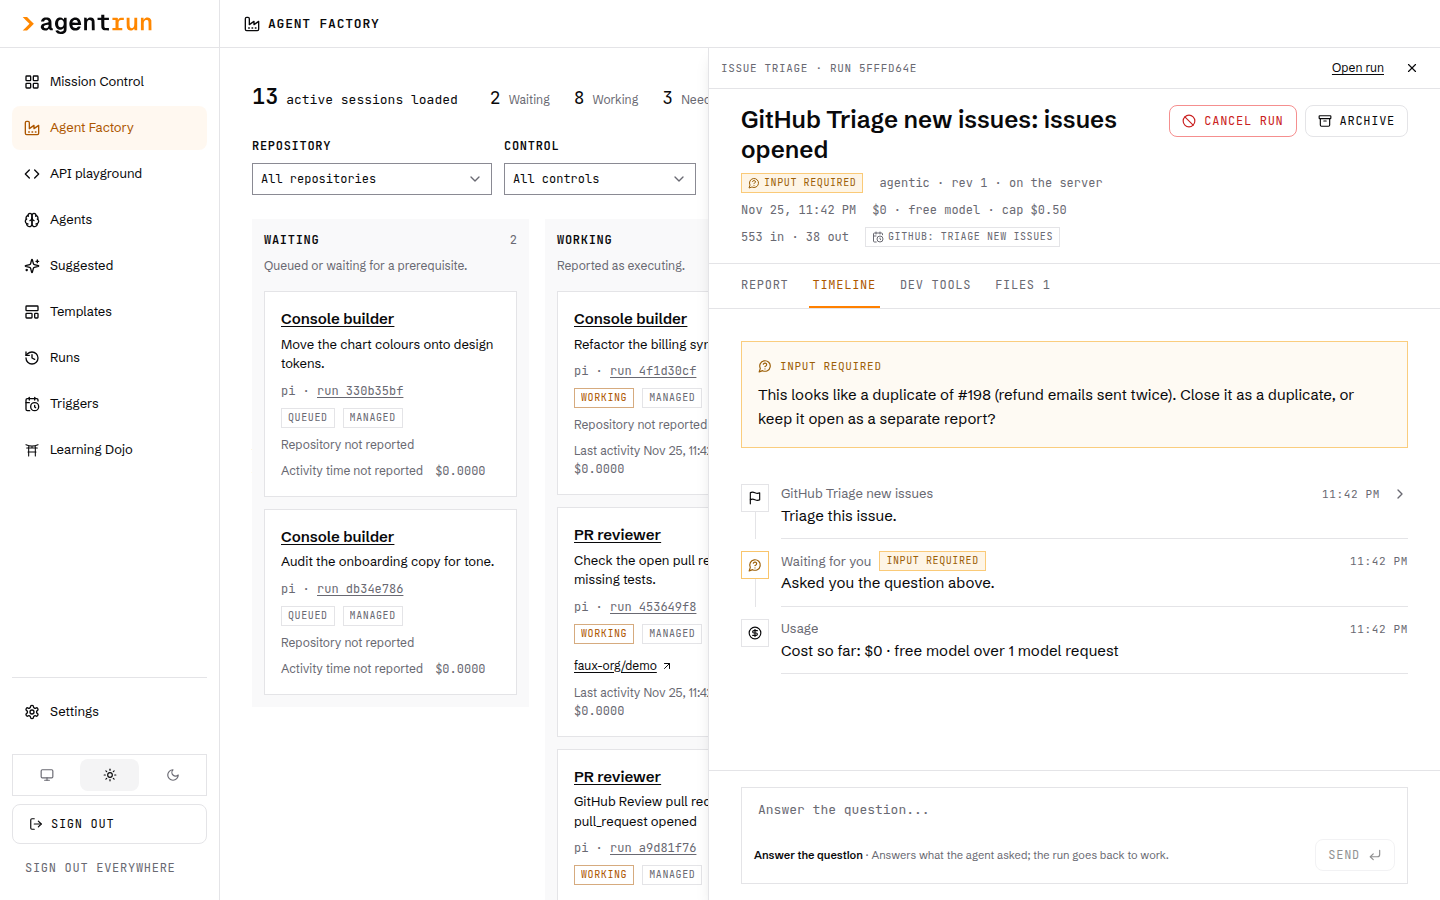 agentrun
Mission Control
Agent Factory
API playground
Agents
Suggested
Templates
Runs
Triggers
Learning Dojo
Settings
SIGN OUT
SIGN OUT EVERYWHERE
AGENT FACTORY
13 active sessions loaded 2 Waiting 8 Working 3 Need
REPOSITORY CONTROL
All repositories All controls
WAITING 2
Queued or waiting for a prerequisite.
Console builder
Move the chart colours onto design
tokens.
pi · run 330b35bf
QUEUED MANAGED
Repository not reported
Activity time not reported $0.0000
Console builder
Audit the onboarding copy for tone.
pi · run db34e786
QUEUED MANAGED
Repository not reported
Activity time not reported $0.0000
WORKING
Reported as executing.
Console builder
Refactor the billing syn
pi · run 4f1d30cf
WORKING MANAGED
Repository not reported
Last activity Nov 25, 11:42
$0.0000
PR reviewer
Check the open pull re
missing tests.
pi · run 453649f8
WORKING MANAGED
faux-org/demo
Last activity Nov 25, 11:42
$0.0000
PR reviewer
GitHub Review pull rec
pull_request opened
pi · run a9d81f76
WORKING MANAGED
ISSUE TRIAGE · RUN 5FFFD64E Open run
GitHub Triage new issues: issues
opened
CANCEL RUN ARCHIVE
INPUT REQUIRED agentic · rev 1 · on the server
Nov 25, 11:42 PM $0 · free model · cap $0.50
553 in · 38 out GITHUB: TRIAGE NEW ISSUES
REPORT TIMELINE DEV TOOLS FILES 1
INPUT REQUIRED
This looks like a duplicate of #198 (refund emails sent twice). Close it as a duplicate, or
keep it open as a separate report?
GitHub Triage new issues 11:42 PM
Triage this issue.
Waiting for you INPUT REQUIRED 11:42 PM
Asked you the question above.
Usage 11:42 PM
Cost so far: $0 · free model over 1 model request
Answer the question...
Answer the question · Answers what the agent asked; the run goes back to work.
SEND